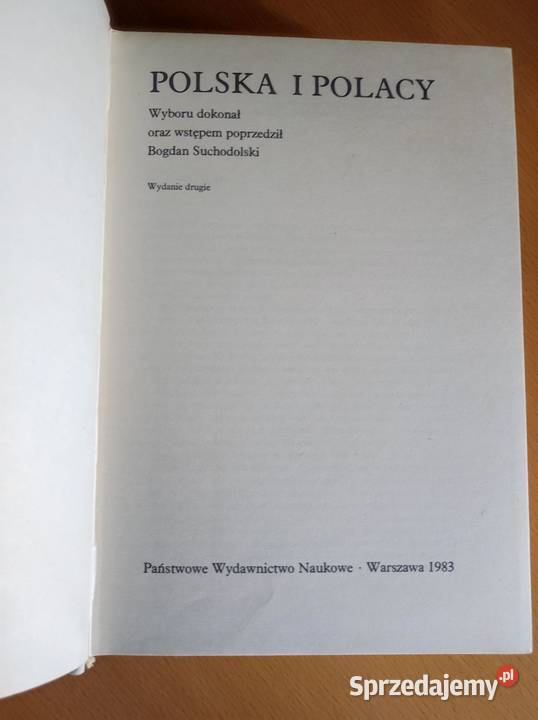 POLSKA I POLACY
Wyboru dokonał
oraz wstępem poprzedził
Bogdan Suchodolski
Wydanie drugie
Państwowe Wydawnictwo Naukowe · Warszawa 1983
Sprzedajemy.pl